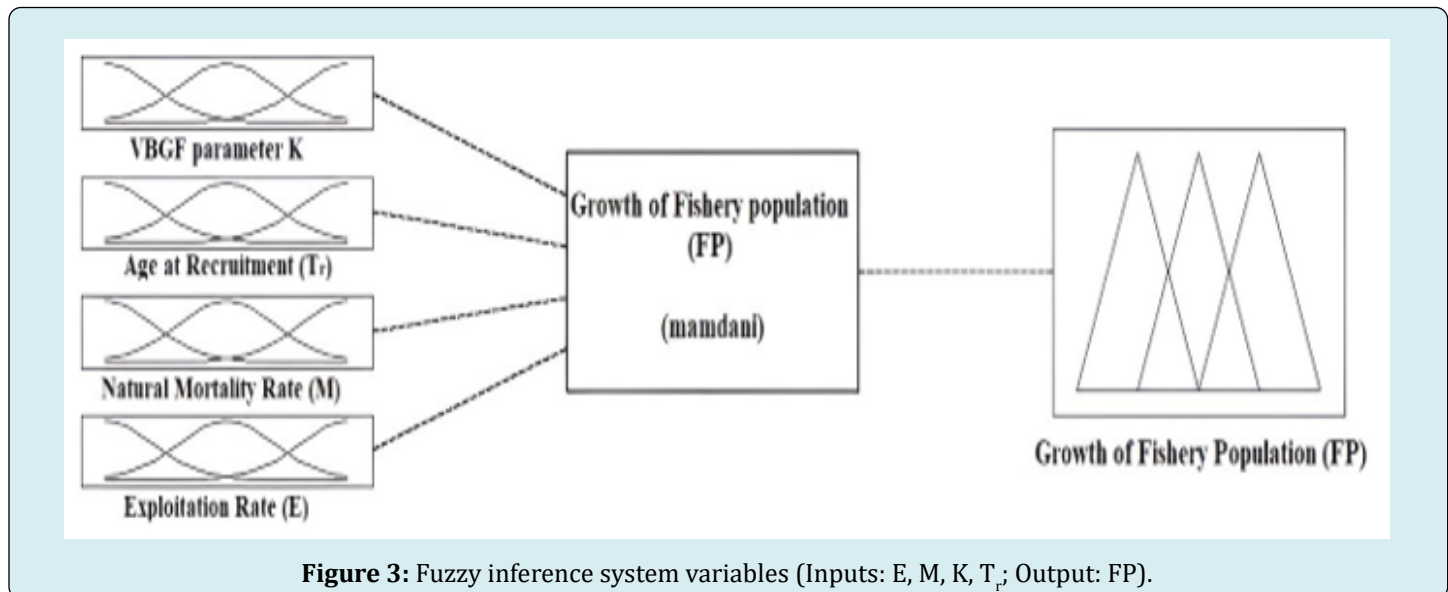 VBGF parameter K
Age at Recruitment (Tr)
Natural Mortality Rate (M)
Exploitation Rate (E)
Growth of Fishery population
(FP)
(mamdani)
Growth of Fishery Population (FP)
Figure 3: Fuzzy inference system variables (Inputs: E, M, K, Tr; Output: FP).